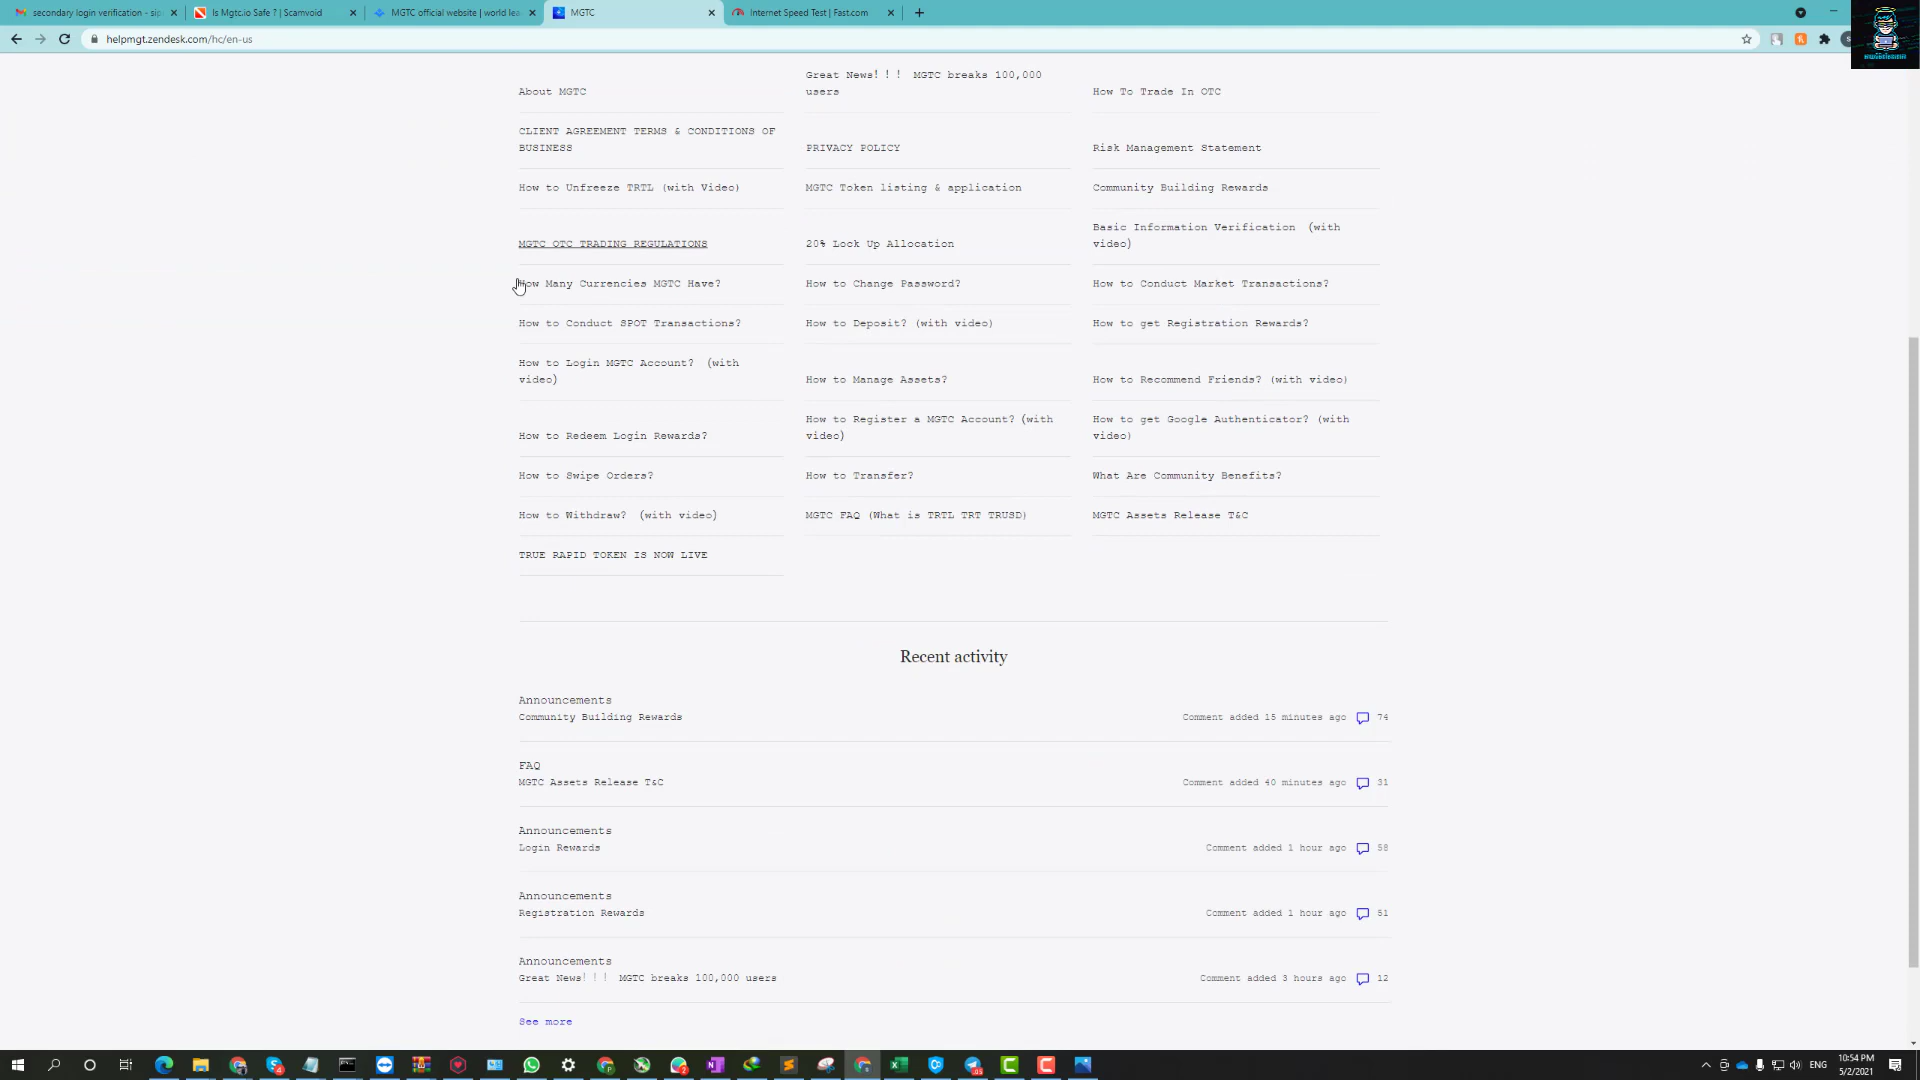 secondary login verification - sip
Is Mgtc.io Safe ? | Scamvoid
MGTC official website | world lea
MGTC
Internet Speed Test | Fast.com
helpmgt.zendesk.com/hc/en-us
About MGTC
Great News！！！ MGTC breaks 100,000
users
How To Trade In OTC
CLIENT AGREEMENT TERMS & CONDITIONS OF
BUSINESS
PRIVACY POLICY
Risk Management Statement
How to Unfreeze TRTL (with Video)
MGTC Token listing & application
Community Building Rewards
MGTC OTC TRADING REGULATIONS
20% Lock Up Allocation
Basic Information Verification (with
video)
How Many Currencies MGTC Have?
How to Change Password?
How to Conduct Market Transactions?
How to Conduct SPOT Transactions?
How to Deposit? (with video)
How to get Registration Rewards?
How to Login MGTC Account? (with
video)
How to Manage Assets?
How to Recommend Friends? (with video)
How to Redeem Login Rewards?
How to Register a MGTC Account? (with
video)
How to get Google Authenticator? (with
video)
How to Swipe Orders?
How to Transfer?
What Are Community Benefits?
How to Withdraw? (with video)
MGTC FAQ (What is TRTL TRT TRUSD)
MGTC Assets Release T&C
TRUE RAPID TOKEN IS NOW LIVE
Recent activity
Announcements
Community Building Rewards
Comment added 15 minutes ago 74
FAQ
MGTC Assets Release T&C
Comment added 40 minutes ago 31
Announcements
Login Rewards
Comment added 1 hour ago 58
Announcements
Registration Rewards
Comment added 1 hour ago 51
Announcements
Great News！！！ MGTC breaks 100,000 users
Comment added 3 hours ago 12
See more
ENG
10:54 PM
5/2/2021